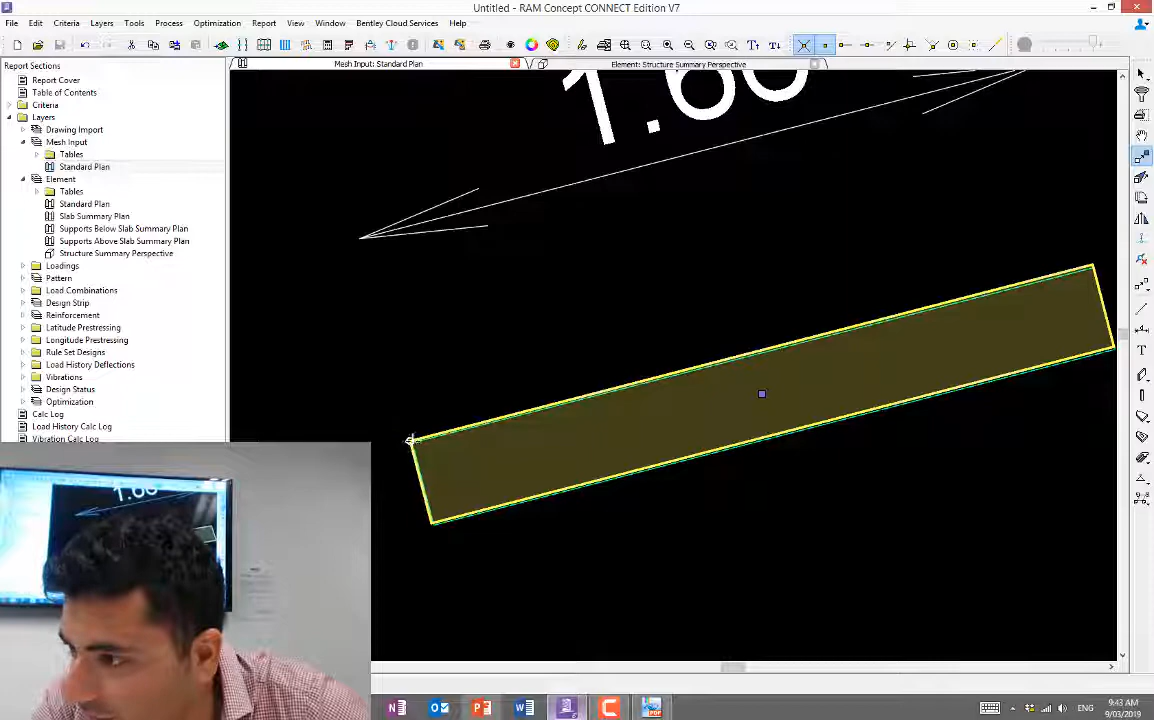 Untitled - RAM Concept CONNECT Edition V7
File Edit Criteria Layers Tools Process Optimization Report View Window Bentley Cloud Services Help
Report Sections
Mesh Input: Standard Plan
Element: Structure Summary Perspective
Report Cover
Table of Contents
Criteria
Layers
Drawing Import
Mesh Input
Tables
Standard Plan
Element
Tables
Standard Plan
Slab Summary Plan
Supports Below Slab Summary Plan
Supports Above Slab Summary Plan
Structure Summary Perspective
Loadings
Pattern
Load Combinations
Design Strip
Reinforcement
Latitude Prestressing
Longitude Prestressing
Rule Set Designs
Load History Deflections
Vibrations
Design Status
Optimization
Calc Log
Load History Calc Log
Vibration Calc Log
1.60
1.60
ENG
9:43 AM
9/03/2019